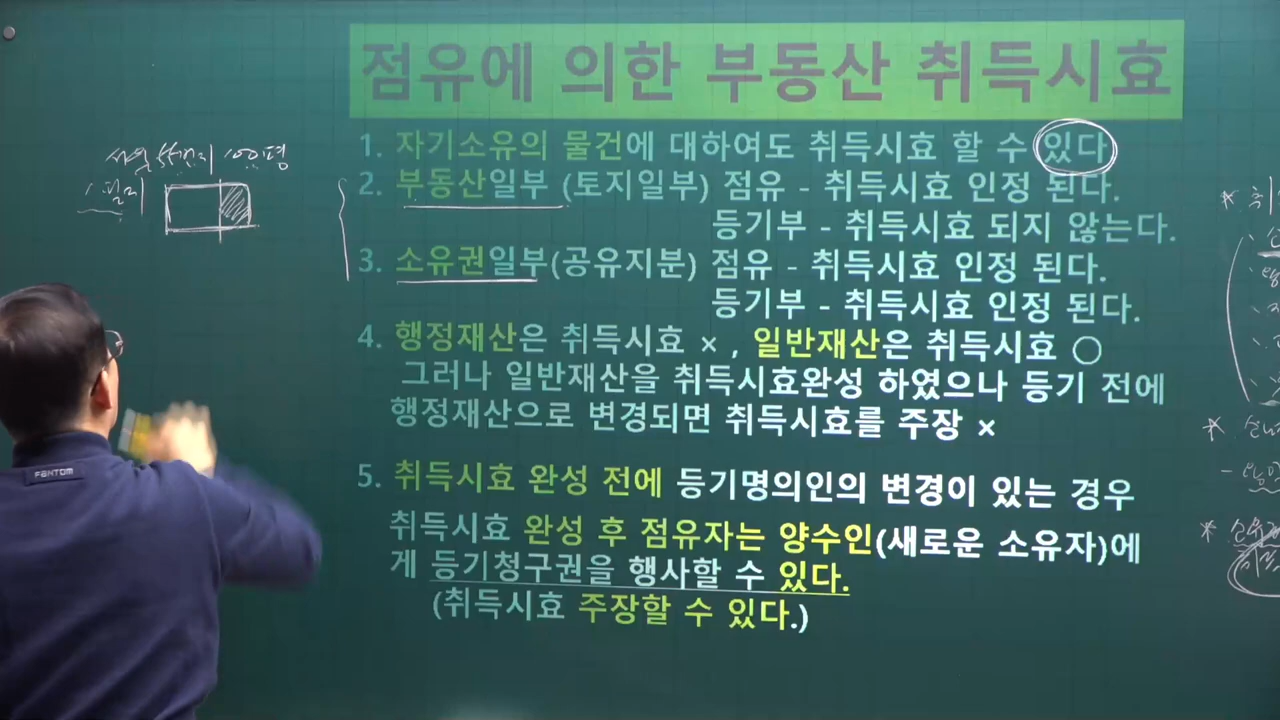 점유에 의한 부동산 취득시효
1. 자기소유의 물건에 대하여도 취득시효 할 수 있다
2. 부동산일부 (토지일부) 점유 - 취득시효 인정 된다.
등기부 - 취득시효 되지 않는다.
3. 소유권일부(공유지분) 점유 - 취득시효 인정 된다.
등기부 - 취득시효 인정 된다.
4. 행정재산은 취득시효 × , 일반재산은 취득시효 ○
그러나 일반재산을 취득시효완성 하였으나 등기 전에
행정재산으로 변경되면 취득시효를 주장 ×
5. 취득시효 완성 전에 등기명의인의 변경이 있는 경우
취득시효 완성 후 점유자는 양수인(새로운 소유자)에
게 등기청구권을 행사할 수 있다.
(취득시효 주장할 수 있다.)
100평
1필지
* 취
FANTOM